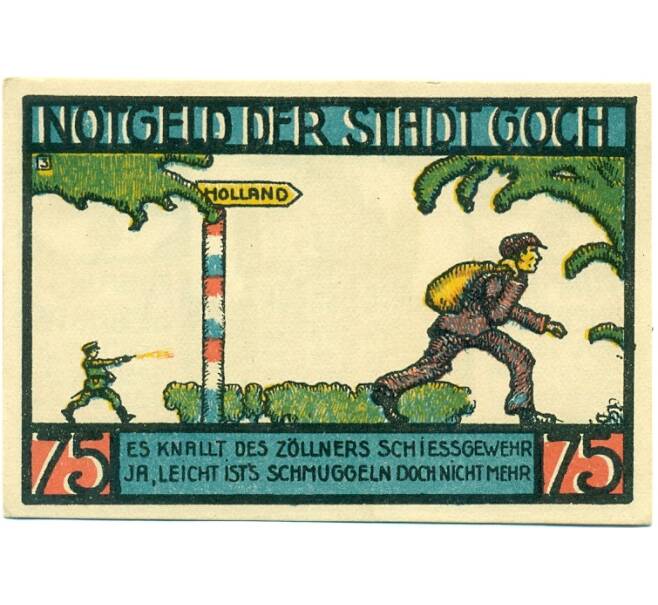 NOTGELD DER STADT GOCH
3
HOLLAND
75
ES KNALLT DES ZÖLLNERS SCHIESSGEWEHR
JA, LEICHT IST'S SCHMUGGELN DOCH NICHT MEHR
75